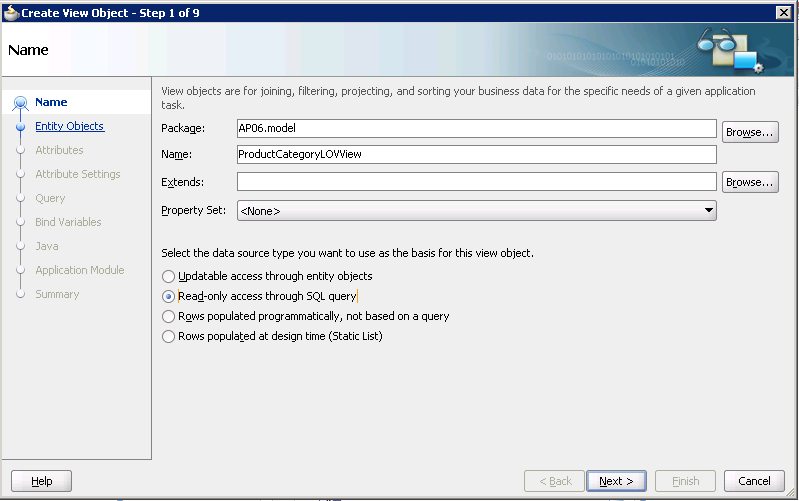 Create View Object - Step 1 of 9
Name
Name
Entity Objects
Attributes
Attribute Settings
Query
Bind Variables
Java
Application Module
Summary
View objects are for joining, filtering, projecting, and sorting your business data for the specific needs of a given application
task.
Package: AP06.model Browse...
Name: ProductCategoryLOVView
Extends: Browse...
Property Set: <None>
Select the data source type you want to use as the basis for this view object.
Updatable access through entity objects
Read-only access through SQL query
Rows populated programmatically, not based on a query
Rows populated at design time (Static List)
Help < Back Next > Finish Cancel